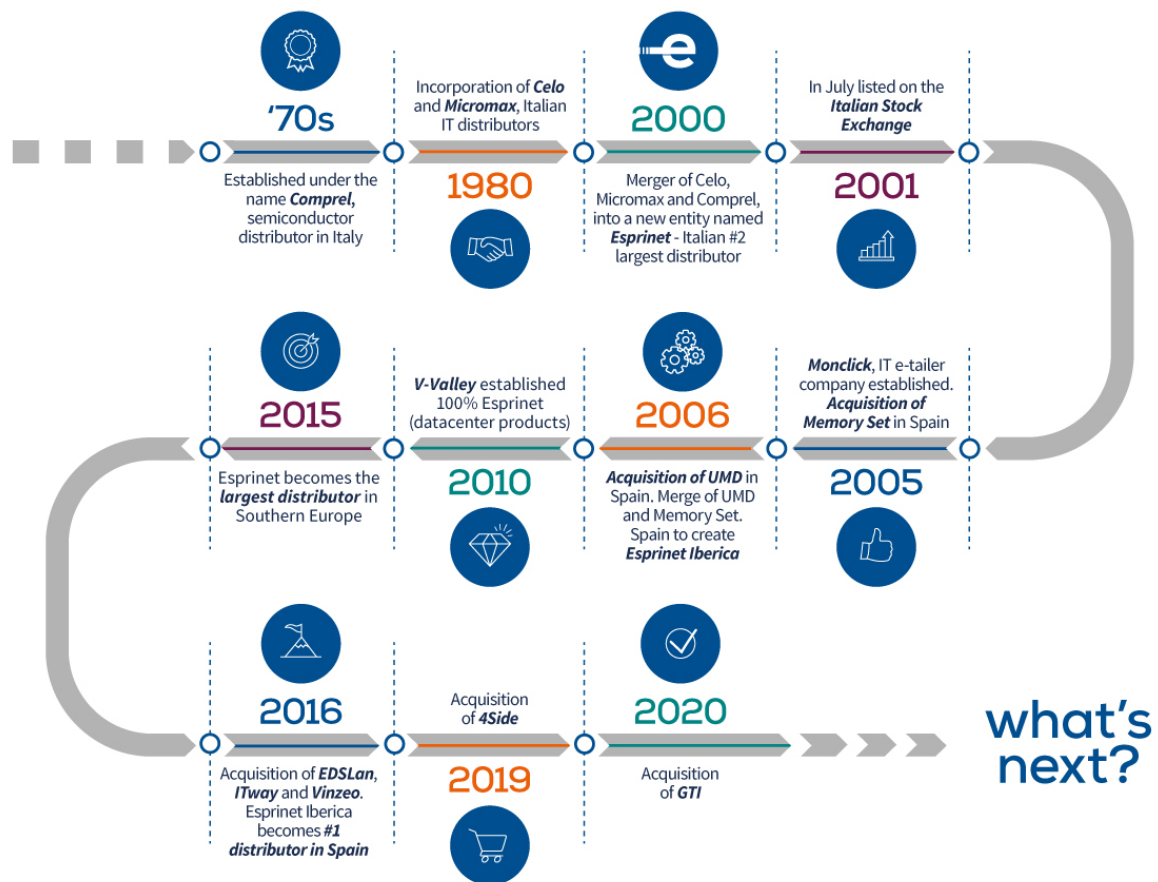 '70s
Established under the
name Comprel,
semiconductor
distributor in Italy
Incorporation of Celo
and Micromax, Italian
IT distributors
1980
e
2000
Merger of Celo,
Micromax and Comprel,
into a new entity named
Esprinet - Italian #2
largest distributor
In July listed on the
Italian Stock
Exchange
2001
Monclick, IT e-tailer
company established.
Acquisition of
Memory Set in Spain
2005
2006
Acquisition of UMD in
Spain. Merge of UMD
and Memory Set.
Spain to create
Esprinet Iberica
V-Valley established
100% Esprinet
(datacenter products)
2010
2015
Esprinet becomes the
largest distributor in
Southern Europe
2016
Acquisition of EDSLan,
ITway and Vinzeo.
Esprinet Iberica
becomes #1
distributor in Spain
Acquisition
of 4Side
2019
2020
Acquisition
of GTI
what's
next?